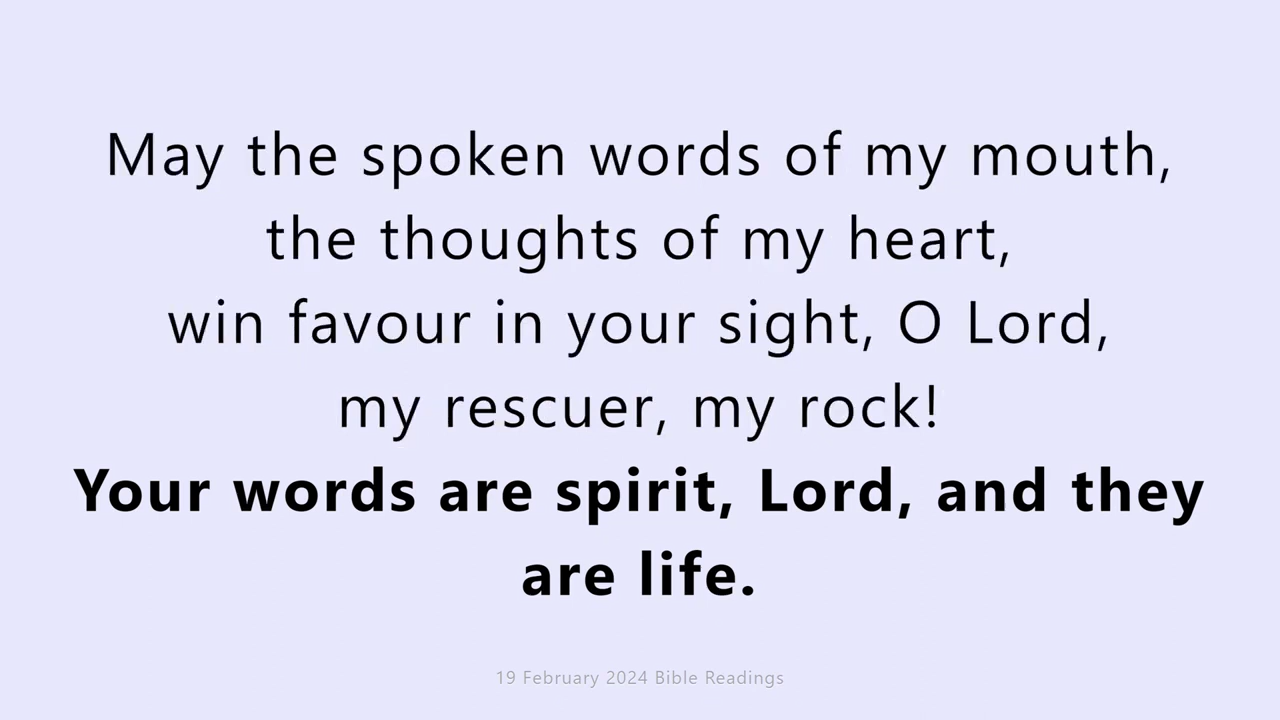 May the spoken words of my mouth,
the thoughts of my heart,
win favour in your sight, O Lord,
my rescuer, my rock!
Your words are spirit, Lord, and they
are life.
19 February 2024 Bible Readings